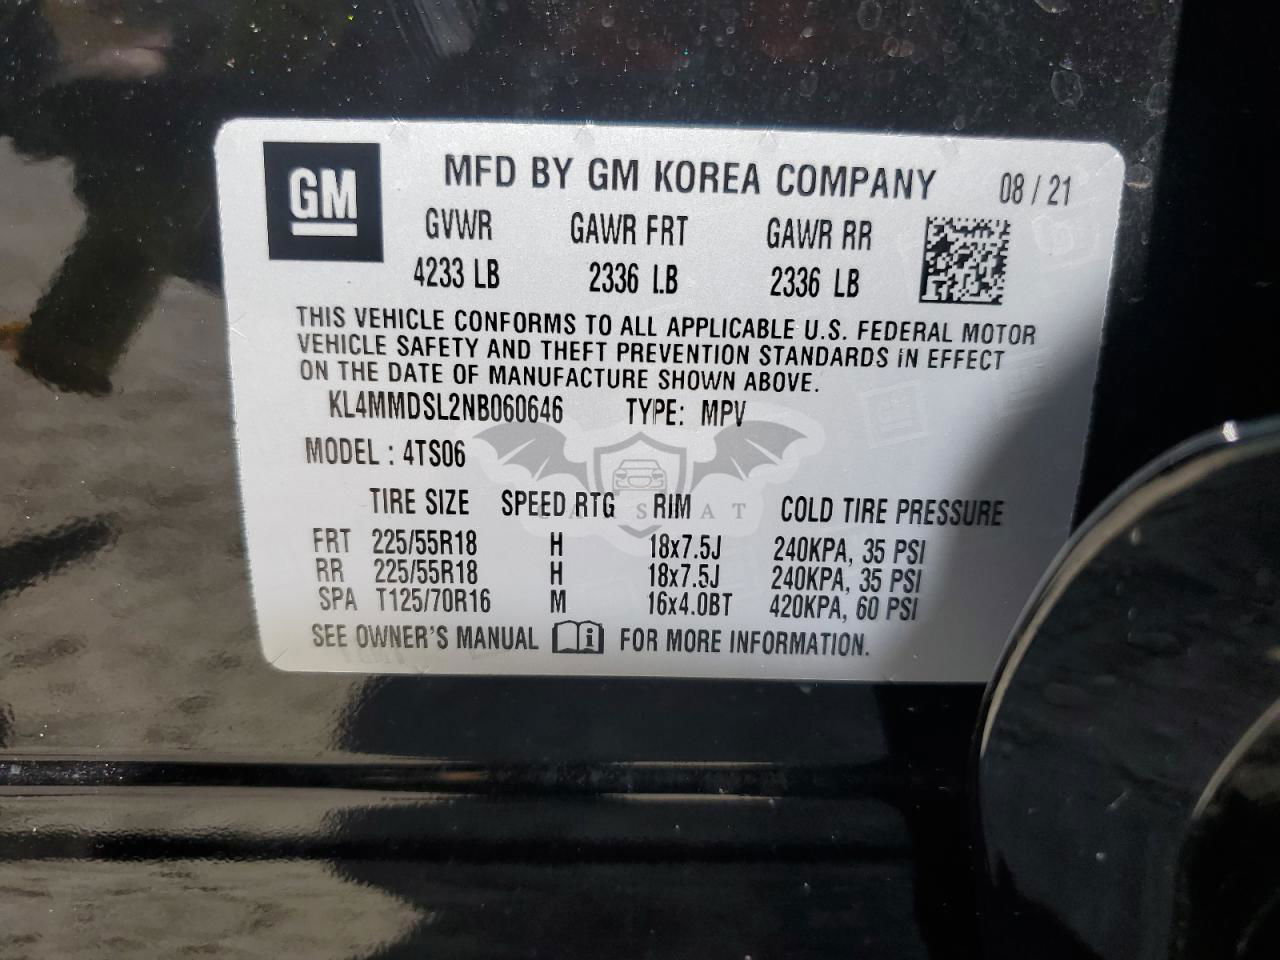 GM
MFD BY GM KOREA COMPANY 08 / 21
GVWR GAWR FRT GAWR RR
4233 LB 2336 LB 2336 LB
THIS VEHICLE CONFORMS TO ALL APPLICABLE U.S. FEDERAL MOTOR
VEHICLE SAFETY AND THEFT PREVENTION STANDARDS IN EFFECT
ON THE DATE OF MANUFACTURE SHOWN ABOVE.
KL4MMDSL2NB060646 TYPE: MPV
MODEL : 4TS06
TIRE SIZE SPEED RTG RIM COLD TIRE PRESSURE
FRT 225/55R18 H 18x7.5J 240KPA, 35 PSI
RR 225/55R18 H 18x7.5J 240KPA, 35 PSI
SPA T125/70R16 M 16x4.0BT 420KPA, 60 PSI
SEE OWNER'S MANUAL i FOR MORE INFORMATION.